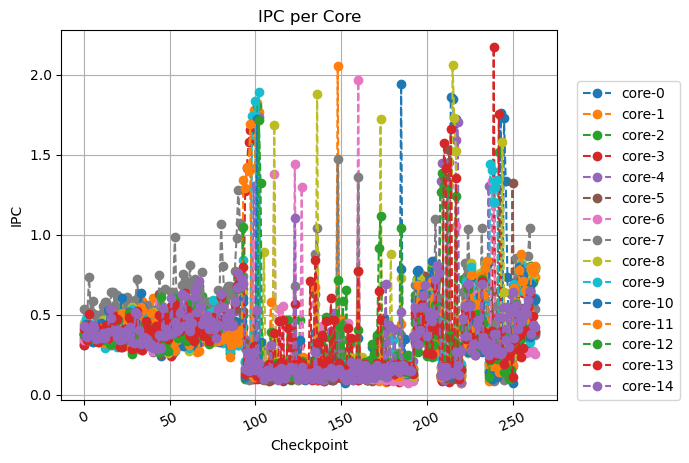 IPC per Core
IPC
2.0
1.5
1.0
0.5
0.0
0
50
100
150
200
250
Checkpoint
core-0
core-1
core-2
core-3
core-4
core-5
core-6
core-7
core-8
core-9
core-10
core-11
core-12
core-13
core-14